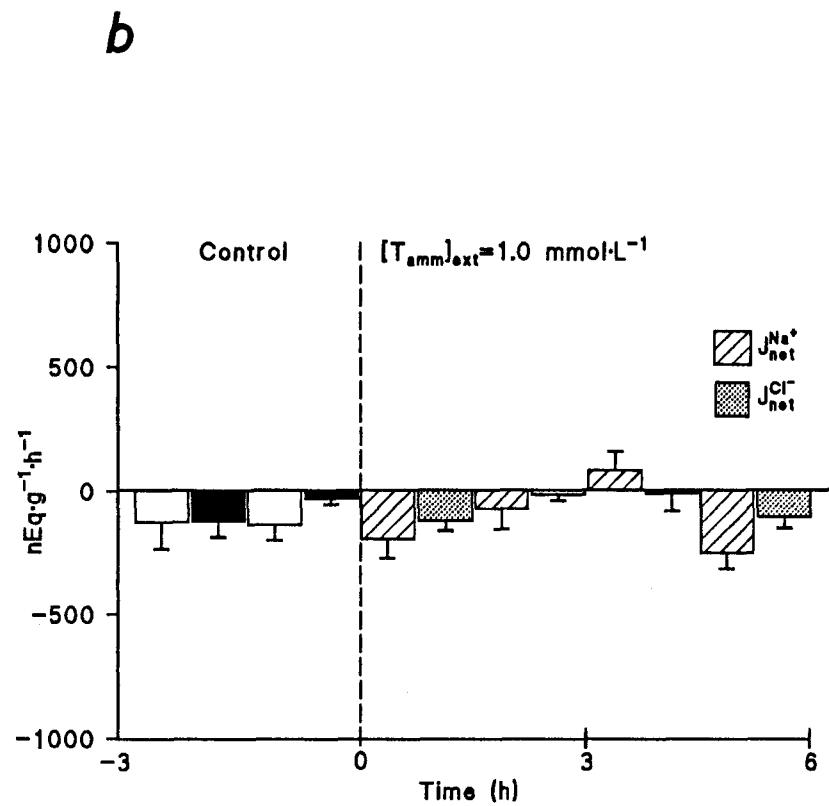 b
Control
[T_amm]_ext=1.0 mmol·L⁻¹
1000
500
0
-500
-1000
nEq·g⁻¹·h⁻¹
J_net^Na⁺
J_net^Cl⁻
-3
0
3
6
Time (h)